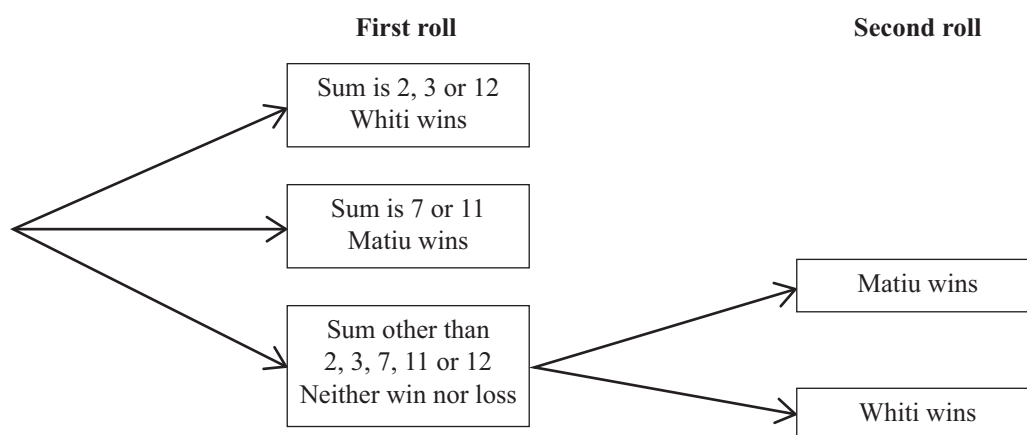 First roll
Second roll
Sum is 2, 3 or 12
Whiti wins
Sum is 7 or 11
Matiu wins
Sum other than
2, 3, 7, 11 or 12
Neither win nor loss
Matiu wins
Whiti wins